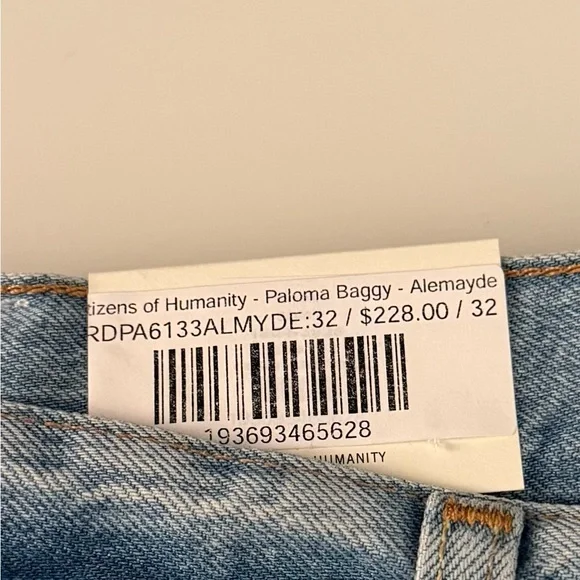 tizens of Humanity - Paloma Baggy - Alemayde
RDPA6133ALMYDE:32 / $228.00 / 32
193693465628
HUMANITY